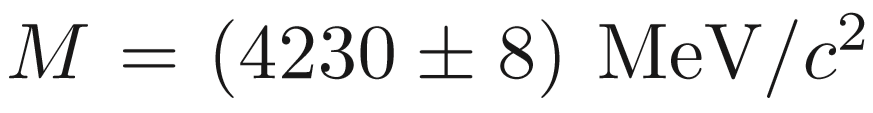 M = (4230 ± 8) MeV/c²